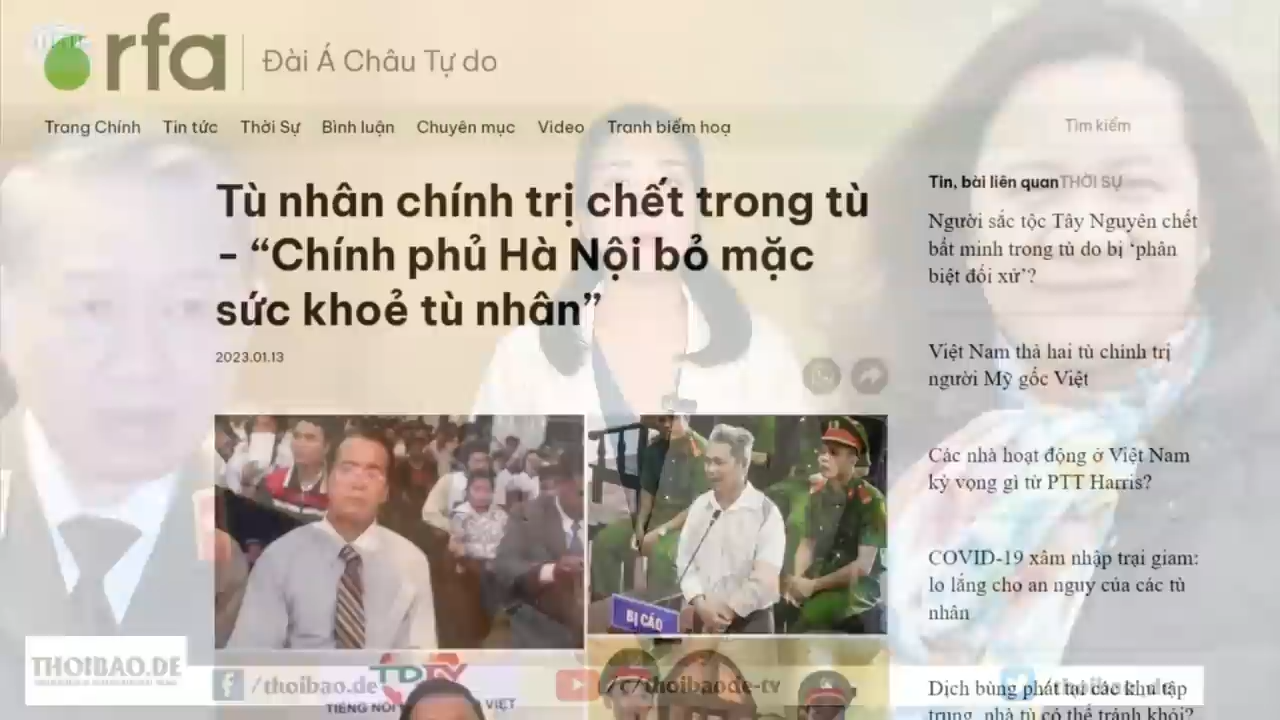 rfa
Đài Á Châu Tự do
Trang Chính Tin tức Thời Sự Bình luận Chuyên mục Video Tranh biếm hoạ
Tìm kiếm
Tù nhân chính trị chết trong tù
- “Chính phủ Hà Nội bỏ mặc
sức khoẻ tù nhân”
2023.01.13
Tin, bài liên quan THỜI SỰ
Người sắc tộc Tây Nguyên chết
bất minh trong tù do bị ‘phân
biệt đối xử’?
Việt Nam thả hai tù chinh trị
người Mỹ gốc Việt
Các nhà hoạt động ở Việt Nam
kỳ vọng gì từ PTT Harris?
COVID-19 xâm nhập trại giam:
lo lắng cho an nguy của các tù
nhân
Dịch bùng phát tại các khu tập
trung, nhà tù có thể tránh khỏi?
BỊ CÁO
THOIBAO.DE
/thoibao.de
TDTV
TIẾNG NÓI
VIỆT
/c/thoibaode-tv